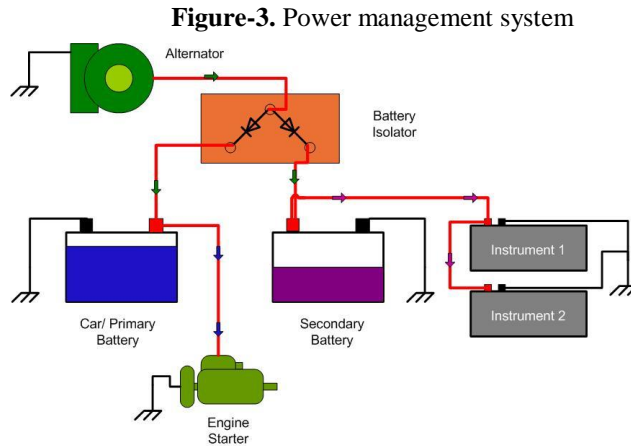 Figure-3. Power management system
Alternator
Battery
Isolator
Instrument 1
Instrument 2
Car/ Primary
Battery
Secondary
Battery
Engine
Starter